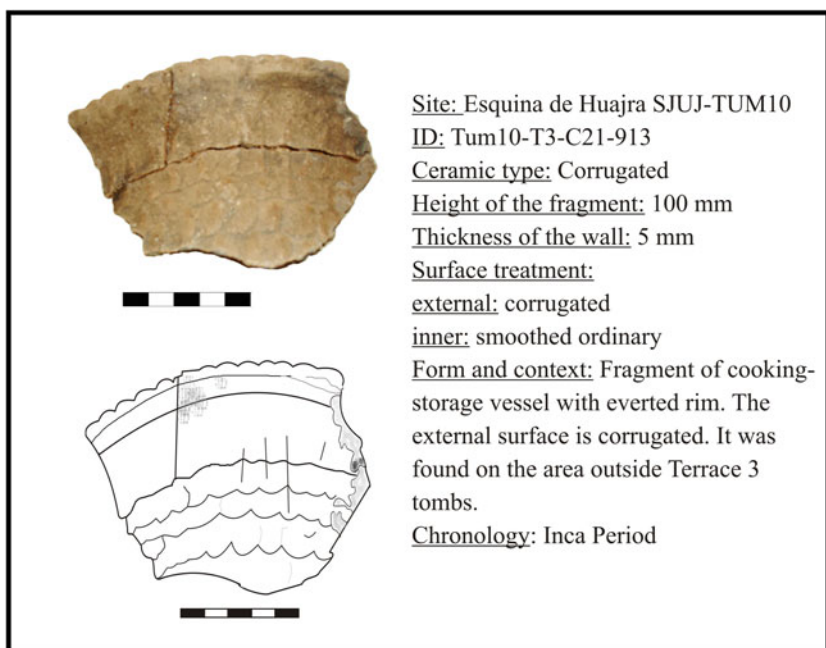 Site: Esquina de Huajra SJUJ-TUM10
ID: Tum10-T3-C21-913
Ceramic type: Corrugated
Height of the fragment: 100 mm
Thickness of the wall: 5 mm
Surface treatment:
external: corrugated
inner: smoothed ordinary
Form and context: Fragment of cooking-
storage vessel with everted rim. The
external surface is corrugated. It was
found on the area outside Terrace 3
tombs.
Chronology: Inca Period